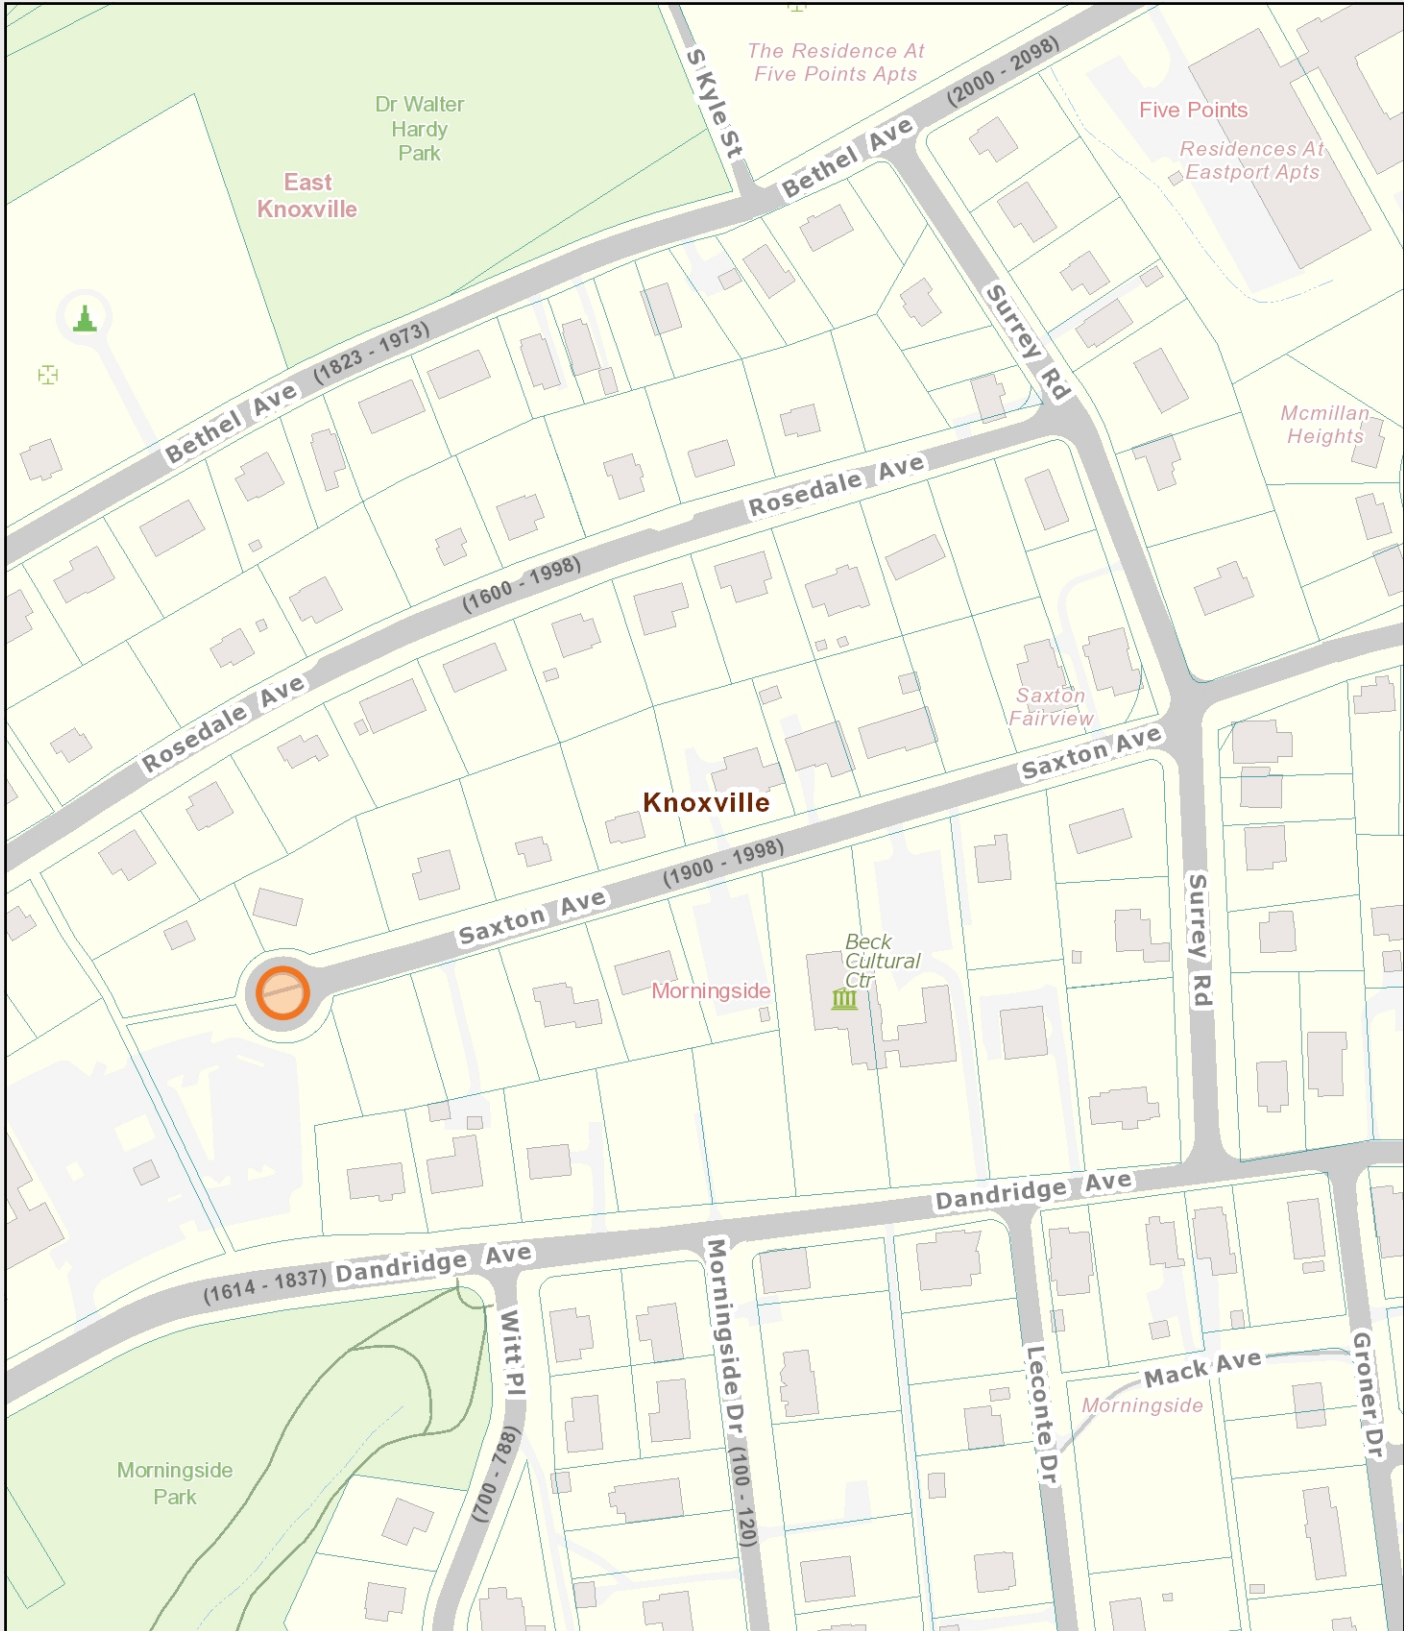 The Residence At
Five Points Apts
(2000 - 2098)
S Kyle St
Dr Walter
Hardy
Park
Five Points
Bethel Ave
Residences At
Eastport Apts
East
Knoxville
Surrey Rd
(1823 - 1973)
Bethel Ave
Mcmillan
Heights
Rosedale Ave
(1600 - 1998)
Rosedale Ave
Saxton
Fairview
Saxton Ave
Knoxville
(1900 - 1998)
Saxton Ave
Surrey Rd
Beck
Cultural
Ctr
Morningside
Dandridge Ave
Dandridge Ave
(1614 - 1837)
Morningside Dr
Witt Pl
Leconte Dr
Mack Ave
Groner Dr
Morningside
(700 - 788)
(100 - 120)
Morningside
Park